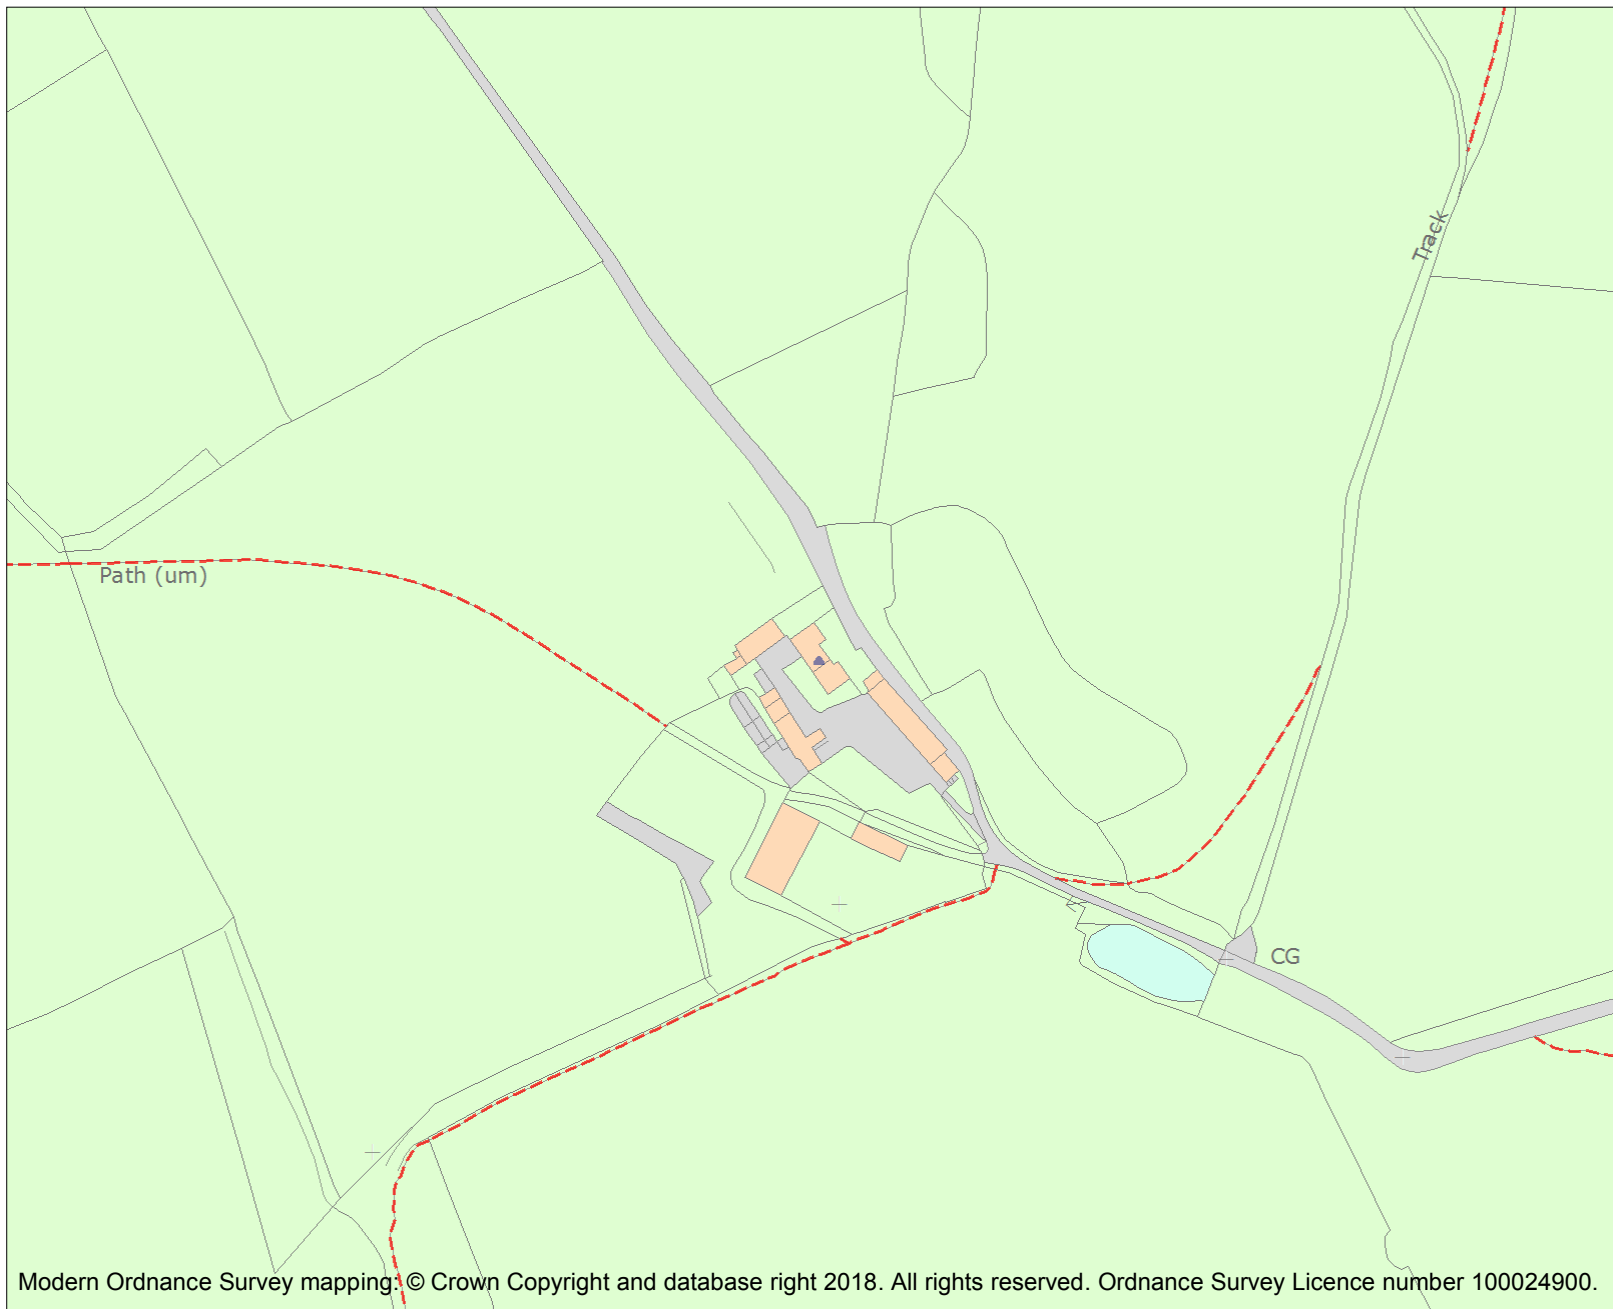 Track
Path (um)
CG
Modern Ordnance Survey mapping: © Crown Copyright and database right 2018. All rights reserved. Ordnance Survey Licence number 100024900.